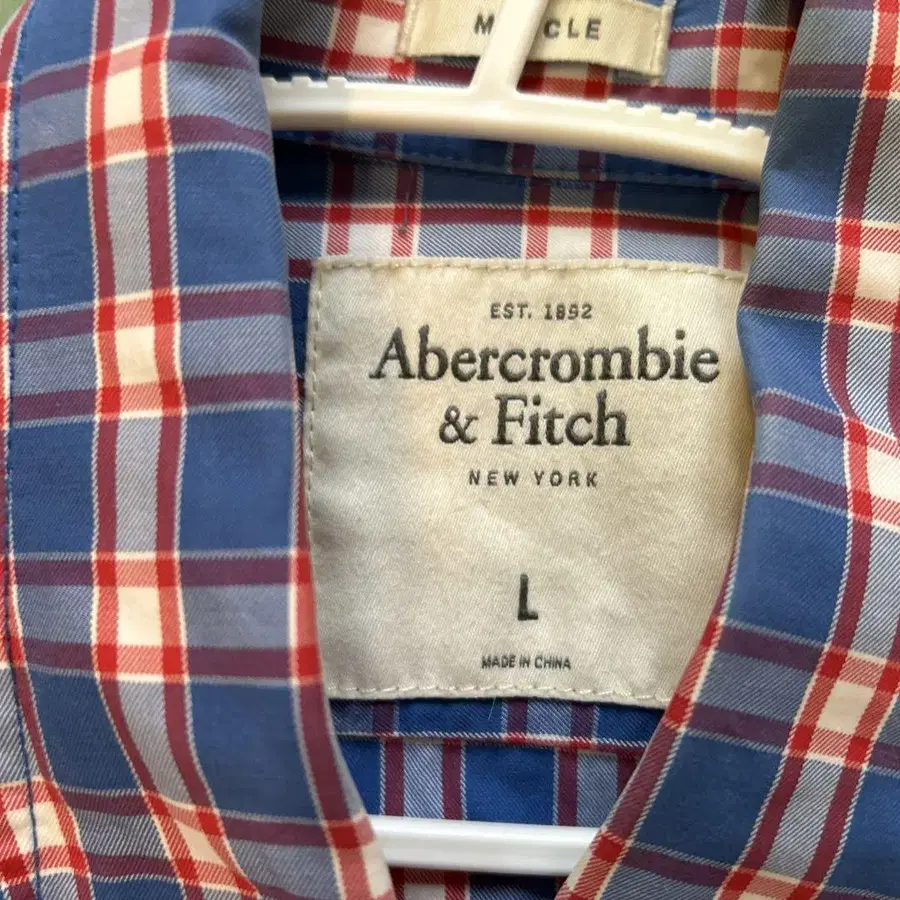 EST. 1892
Abercrombie
& Fitch
NEW YORK
L
MADE IN CHINA